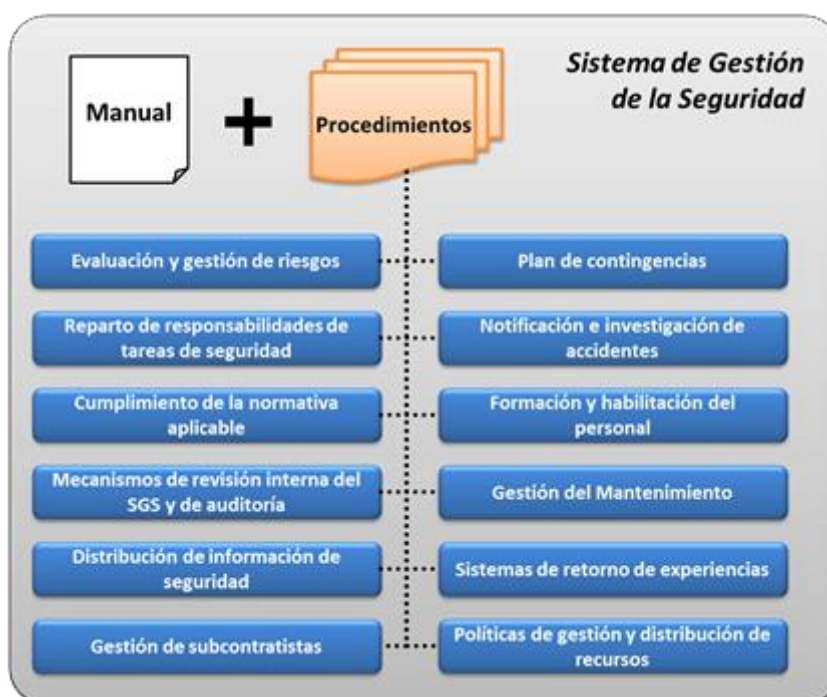 Sistema de Gestión
de la Seguridad
Manual
+
Procedimientos
Evaluación y gestión de riesgos
Plan de contingencias
Reparto de responsabilidades de
tareas de seguridad
Notificación e investigación de
accidentes
Cumplimiento de la normativa
aplicable
Formación y habilitación del
personal
Mecanismos de revisión interna del
SGS y de auditoría
Gestión del Mantenimiento
Distribución de información de
seguridad
Sistemas de retorno de experiencias
Gestión de subcontratistas
Políticas de gestión y distribución de
recursos